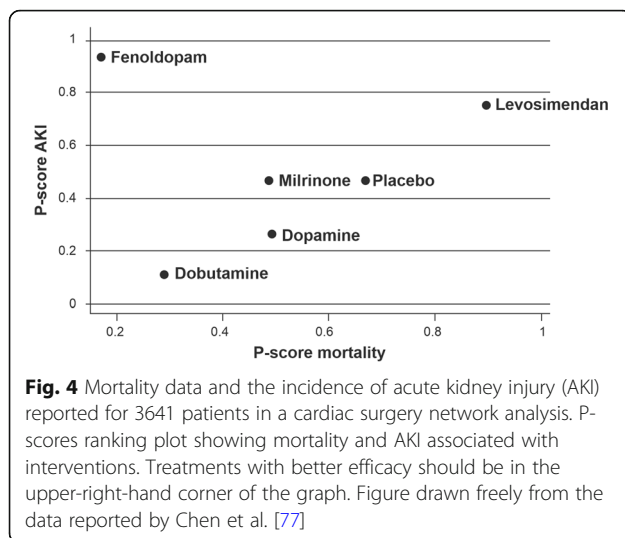 1
Fenoldopam
0.8
Levosimendan
P-score AKI
0.6
Milrinone
Placebo
0.4
Dopamine
0.2
Dobutamine
0
0.2 0.4 0.6 0.8 1
P-score mortality
Fig. 4 Mortality data and the incidence of acute kidney injury (AKI)
reported for 3641 patients in a cardiac surgery network analysis. P-
scores ranking plot showing mortality and AKI associated with
interventions. Treatments with better efficacy should be in the
upper-right-hand corner of the graph. Figure drawn freely from the
data reported by Chen et al. [77]